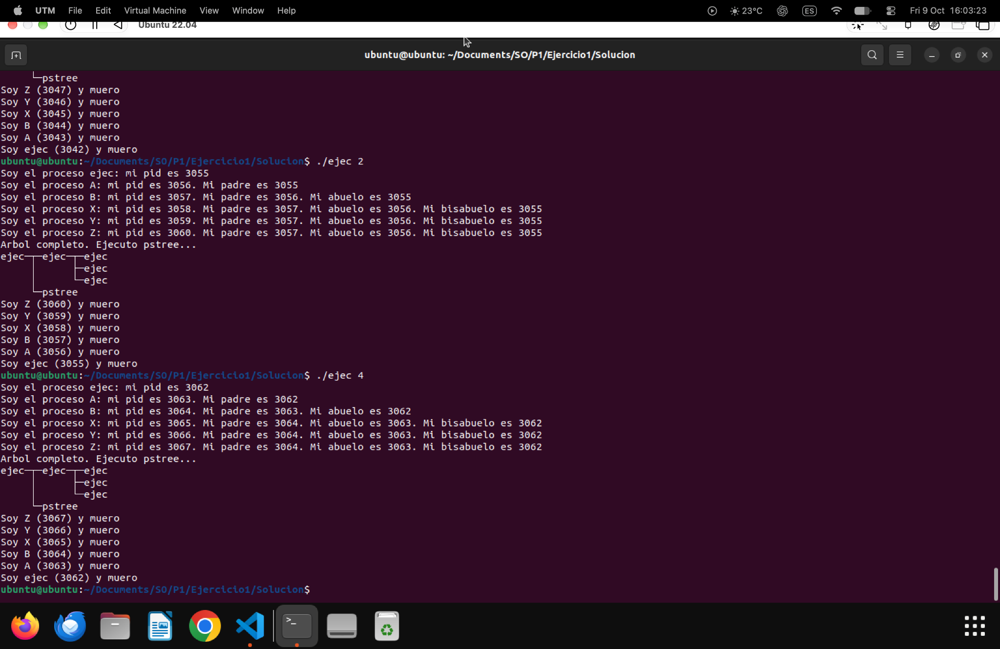 UTM File Edit Virtual Machine View Window Help 23°C ES Fri 9 Oct 16:03:23
Ubuntu 22.04
ubuntu@ubuntu: ~/Documents/SO/P1/Ejercicio1/Solucion
└─pstree
Soy Z (3047) y muero
Soy Y (3046) y muero
Soy X (3045) y muero
Soy B (3044) y muero
Soy A (3043) y muero
Soy ejec (3042) y muero
ubuntu@ubuntu:~/Documents/SO/P1/Ejercicio1/Solucion$ ./ejec 2
Soy el proceso ejec: mi pid es 3055
Soy el proceso A: mi pid es 3056. Mi padre es 3055
Soy el proceso B: mi pid es 3057. Mi padre es 3056. Mi abuelo es 3055
Soy el proceso X: mi pid es 3058. Mi padre es 3057. Mi abuelo es 3056. Mi bisabuelo es 3055
Soy el proceso Y: mi pid es 3059. Mi padre es 3057. Mi abuelo es 3056. Mi bisabuelo es 3055
Soy el proceso Z: mi pid es 3060. Mi padre es 3057. Mi abuelo es 3056. Mi bisabuelo es 3055
Arbol completo. Ejecuto pstree...
ejec─┬─ejec─┬─ejec
     │      ├─ejec
     │      └─ejec
     └─pstree
Soy Z (3060) y muero
Soy Y (3059) y muero
Soy X (3058) y muero
Soy B (3057) y muero
Soy A (3056) y muero
Soy ejec (3055) y muero
ubuntu@ubuntu:~/Documents/SO/P1/Ejercicio1/Solucion$ ./ejec 4
Soy el proceso ejec: mi pid es 3062
Soy el proceso A: mi pid es 3063. Mi padre es 3062
Soy el proceso B: mi pid es 3064. Mi padre es 3063. Mi abuelo es 3062
Soy el proceso X: mi pid es 3065. Mi padre es 3064. Mi abuelo es 3063. Mi bisabuelo es 3062
Soy el proceso Y: mi pid es 3066. Mi padre es 3064. Mi abuelo es 3063. Mi bisabuelo es 3062
Soy el proceso Z: mi pid es 3067. Mi padre es 3064. Mi abuelo es 3063. Mi bisabuelo es 3062
Arbol completo. Ejecuto pstree...
ejec─┬─ejec─┬─ejec
     │      ├─ejec
     │      └─ejec
     └─pstree
Soy Z (3067) y muero
Soy Y (3066) y muero
Soy X (3065) y muero
Soy B (3064) y muero
Soy A (3063) y muero
Soy ejec (3062) y muero
ubuntu@ubuntu:~/Documents/SO/P1/Ejercicio1/Solucion$